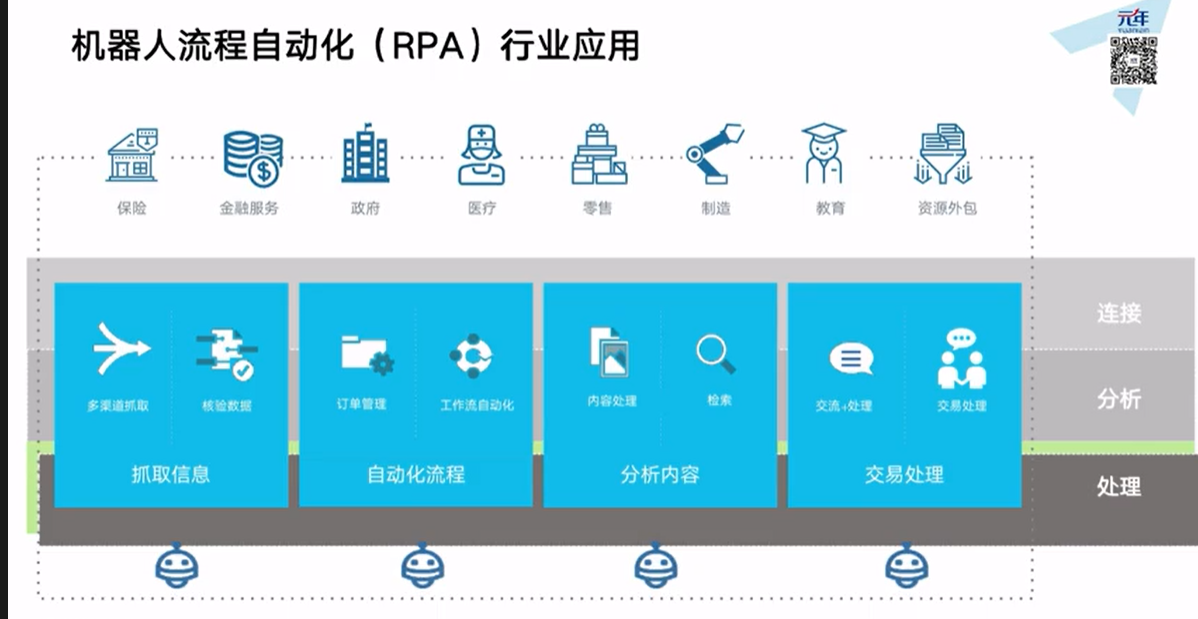 机器人流程自动化（RPA）行业应用
元年
yuanian
保险
金融服务
政府
医疗
零售
制造
教育
资源外包
连接
分析
处理
多渠道抓取
核验数据
抓取信息
订单管理
工作流自动化
自动化流程
内容处理
检索
分析内容
交流+处理
交易处理
交易处理